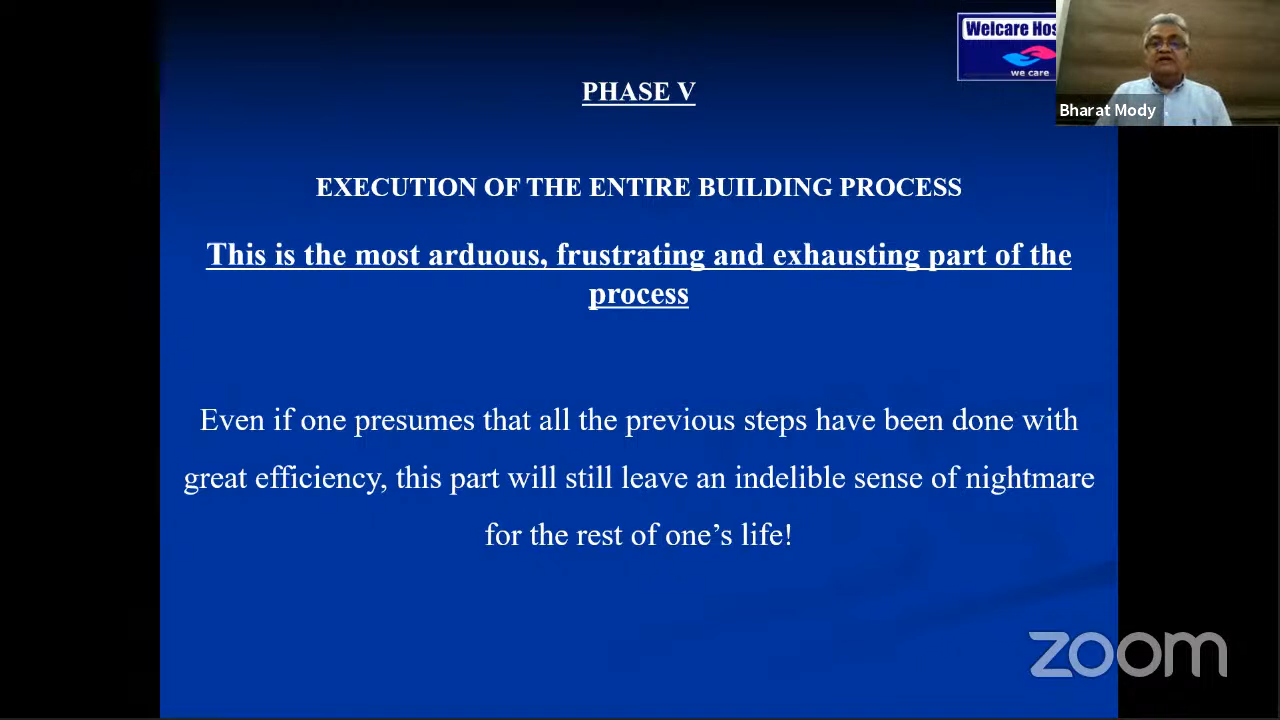 Welcare
we care
Bharat Mody
PHASE V
EXECUTION OF THE ENTIRE BUILDING PROCESS
This is the most arduous, frustrating and exhausting part of the
process
Even if one presumes that all the previous steps have been done with
great efficiency, this part will still leave an indelible sense of nightmare
for the rest of one’s life!
zoom